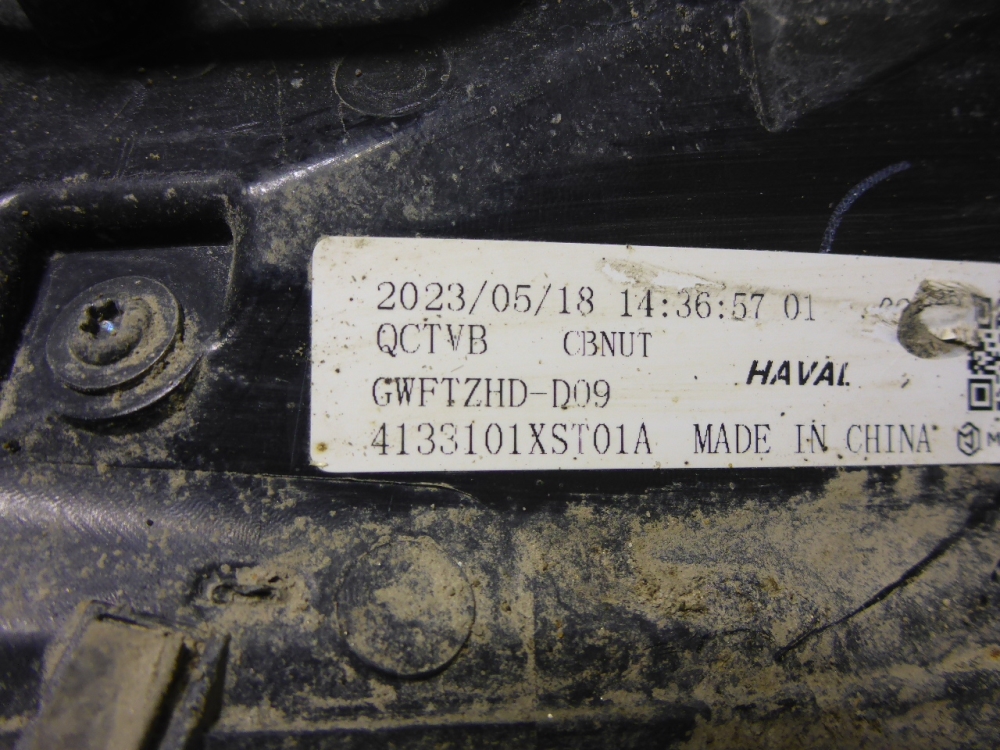 2023/05/18 14:36:57 01
QCTVB CBNUT
HAVAL
GWFTZHD-D09
4133101XST01A MADE IN CHINA